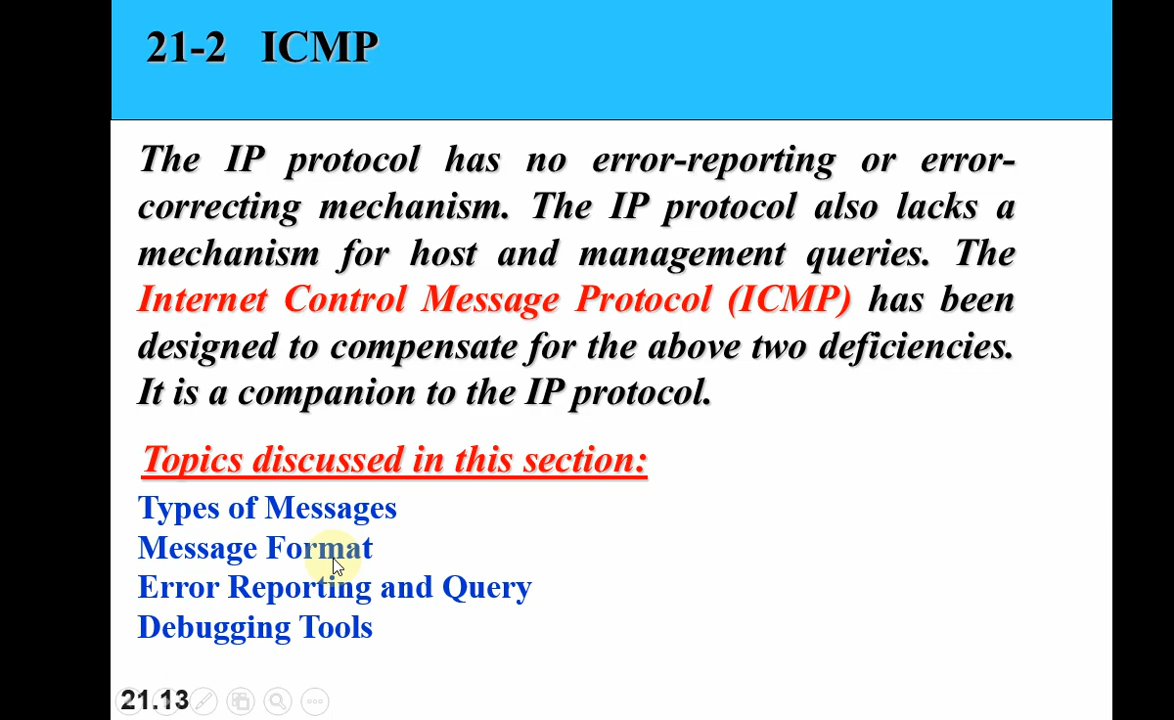 21-2 ICMP
The IP protocol has no error-reporting or error-
correcting mechanism. The IP protocol also lacks a
mechanism for host and management queries. The
Internet Control Message Protocol (ICMP) has been
designed to compensate for the above two deficiencies.
It is a companion to the IP protocol.
Topics discussed in this section:
Types of Messages
Message Format
Error Reporting and Query
Debugging Tools
21.13